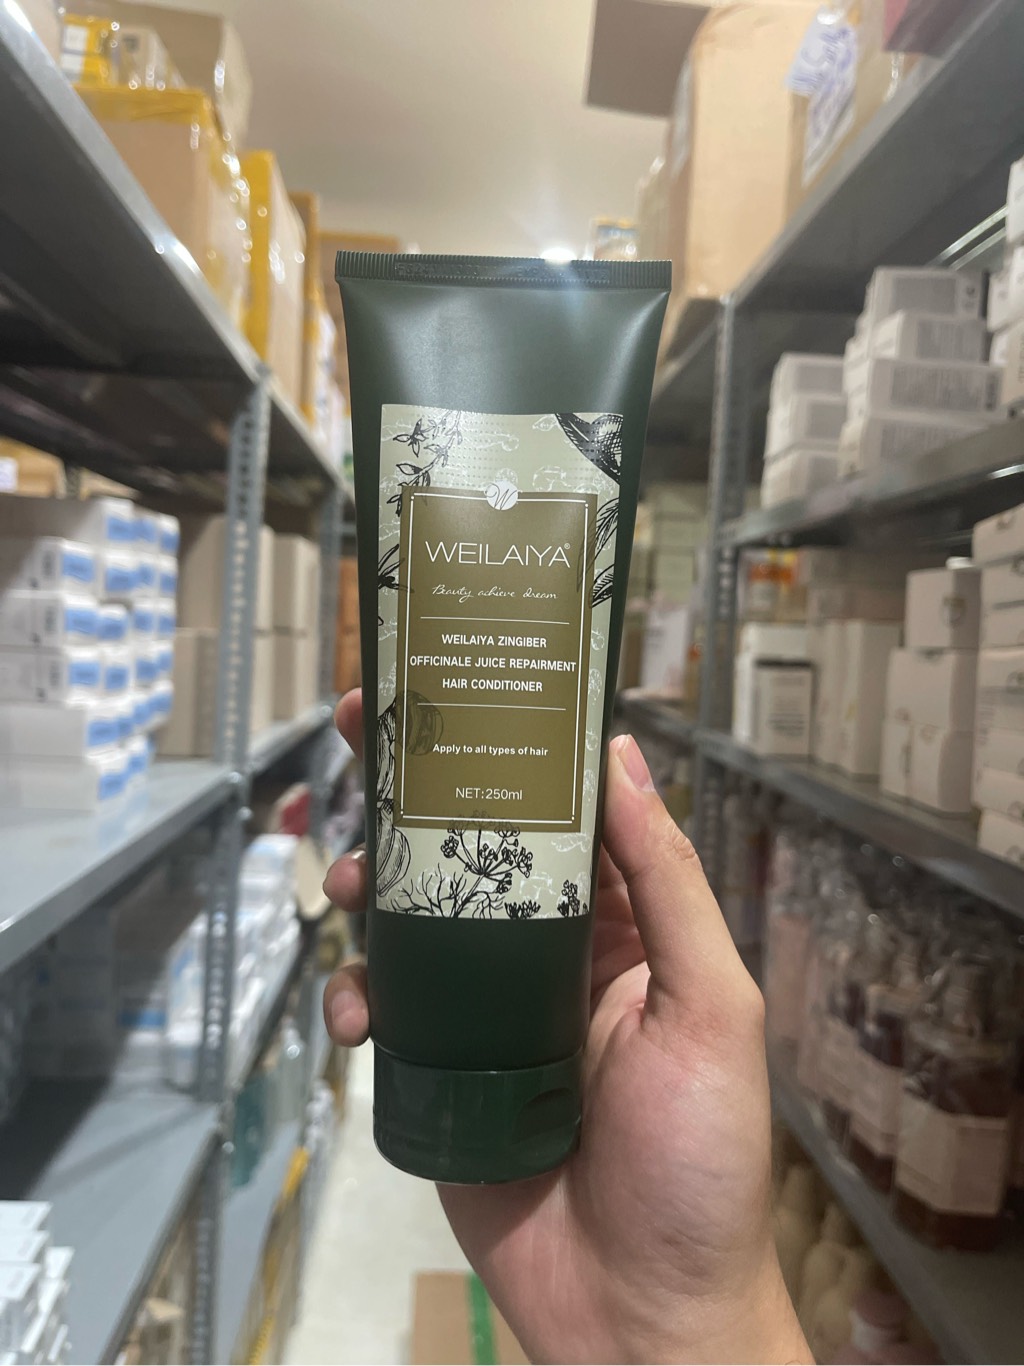 W
WEILAIYA®
Beauty achieve dream
WEILAIYA ZINGIBER
OFFICINALE JUICE REPAIRMENT
HAIR CONDITIONER
Apply to all types of hair
NET:250ml